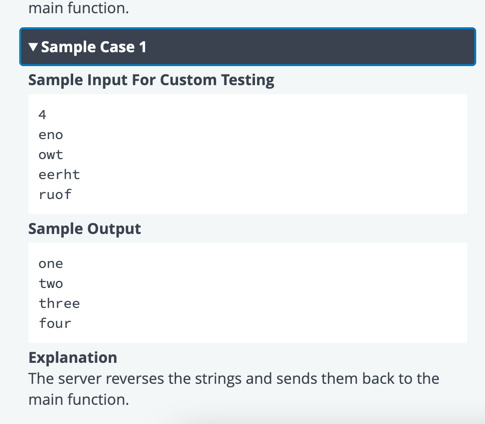 main function.
▼ Sample Case 1
Sample Input For Custom Testing
4
eno
owt
eerht
ruof
Sample Output
one
two
three
four
Explanation
The server reverses the strings and sends them back to the
main function.